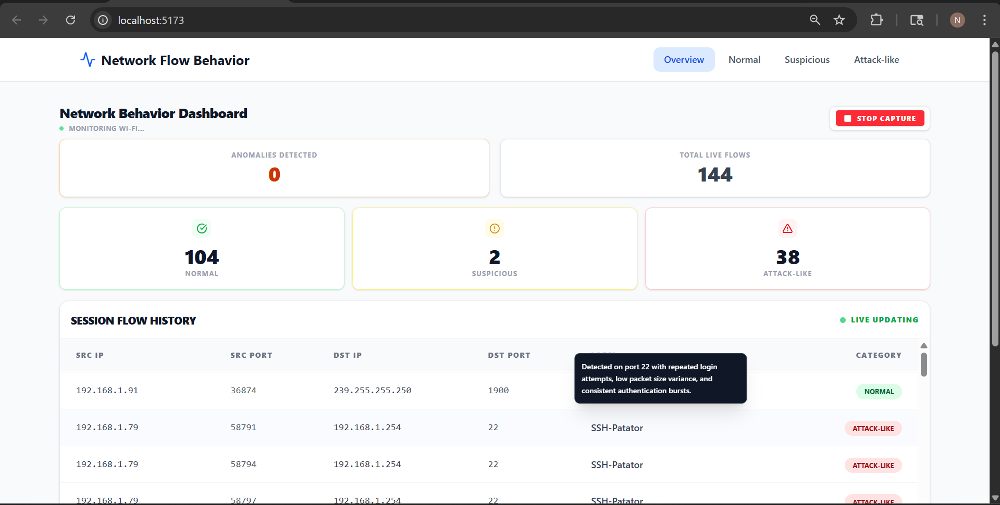 localhost:5173
N
Network Flow Behavior
Overview
Normal
Suspicious
Attack-like
Network Behavior Dashboard
MONITORING WI-FI...
STOP CAPTURE
ANOMALIES DETECTED
0
TOTAL LIVE FLOWS
144
104
NORMAL
2
SUSPICIOUS
38
ATTACK-LIKE
SESSION FLOW HISTORY
LIVE UPDATING
SRC IP SRC PORT DST IP DST PORT CATEGORY
Detected on port 22 with repeated login
attempts, low packet size variance, and
consistent authentication bursts.
192.168.1.91 36874 239.255.255.250 1900 NORMAL
192.168.1.79 58791 192.168.1.254 22 SSH-Patator ATTACK-LIKE
192.168.1.79 58794 192.168.1.254 22 SSH-Patator ATTACK-LIKE
192.168.1.79 58797 192.168.1.254 22 SSH-Patator ATTACK-LIKE